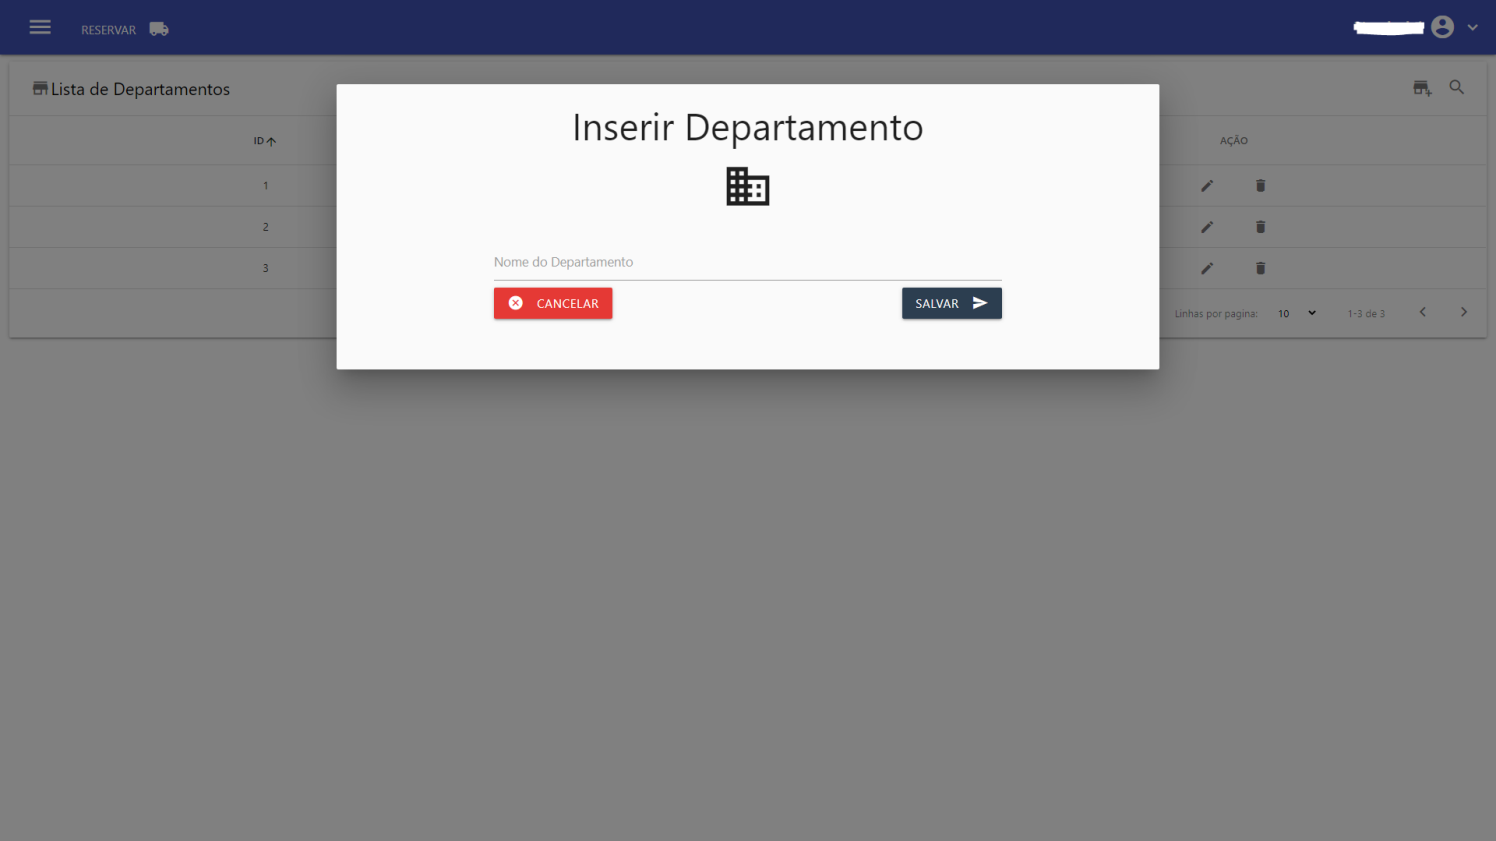 RESERVAR
Lista de Departamentos
Inserir Departamento
ID
AÇÃO
1
2
3
Nome do Departamento
CANCELAR
SALVAR
Linhas por pagina: 10 1-3 de 3